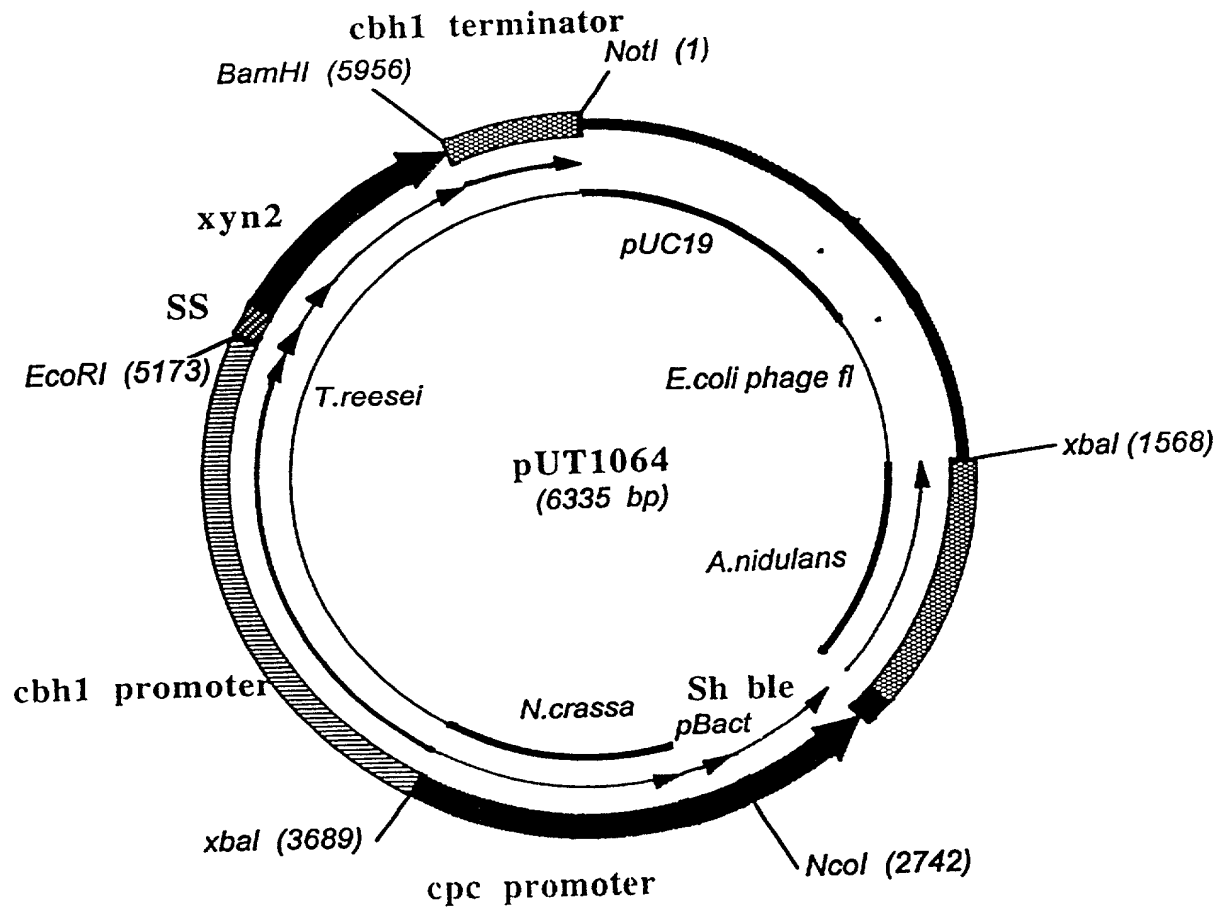 cbh1 terminator
NotI (1)
BamHI (5956)
xyn2
pUC19
SS
EcoRI (5173)
T.reesei
E.coli phage fl
xbaI (1568)
pUT1064
(6335 bp)
A.nidulans
cbh1 promoter
N.crassa
Sh ble
pBact
xbaI (3689)
NcoI (2742)
cpc promoter